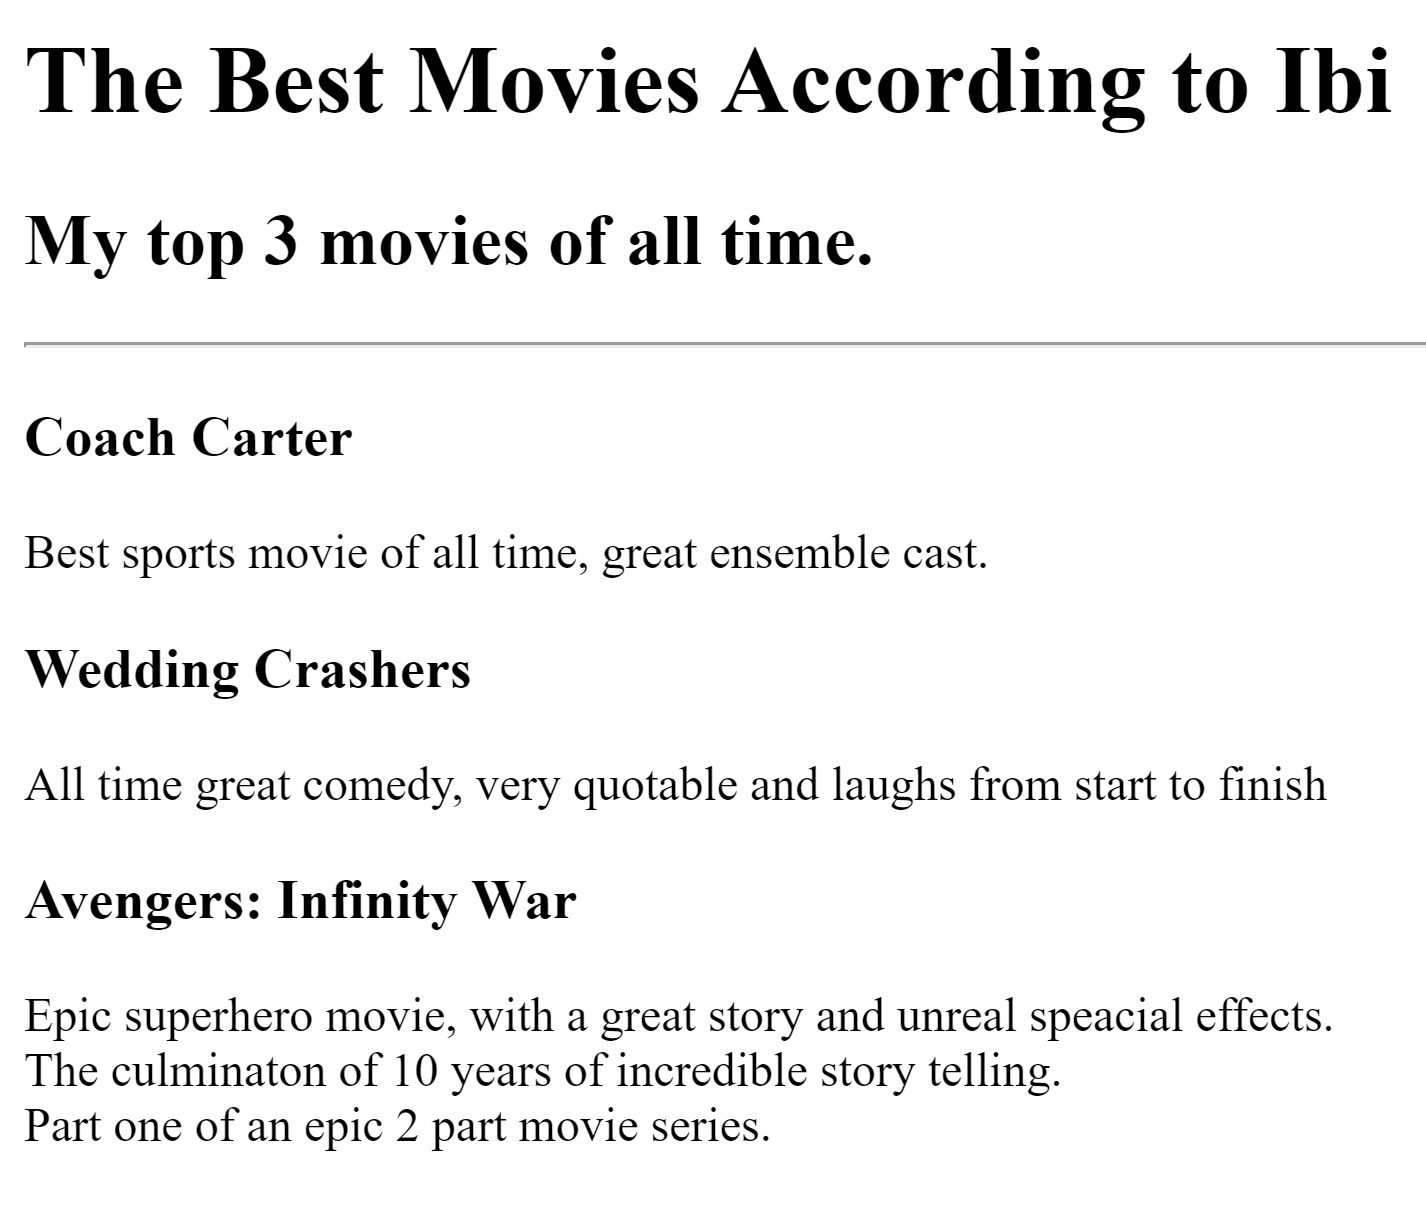 The Best Movies According to Ibi
My top 3 movies of all time.
Coach Carter
Best sports movie of all time, great ensemble cast.
Wedding Crashers
All time great comedy, very quotable and laughs from start to finish
Avengers: Infinity War
Epic superhero movie, with a great story and unreal speacial effects.
The culminaton of 10 years of incredible story telling.
Part one of an epic 2 part movie series.